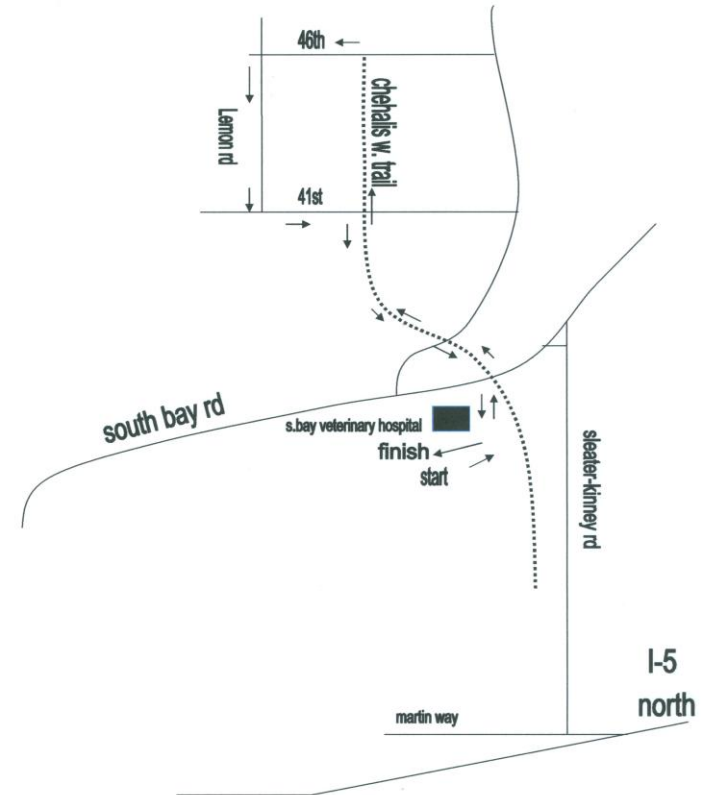 46th
chehalis w. trail
Lemon rd
41st
south bay rd
s.bay veterinary hospital
finish
start
sleater-kinney rd
I-5
north
martin way